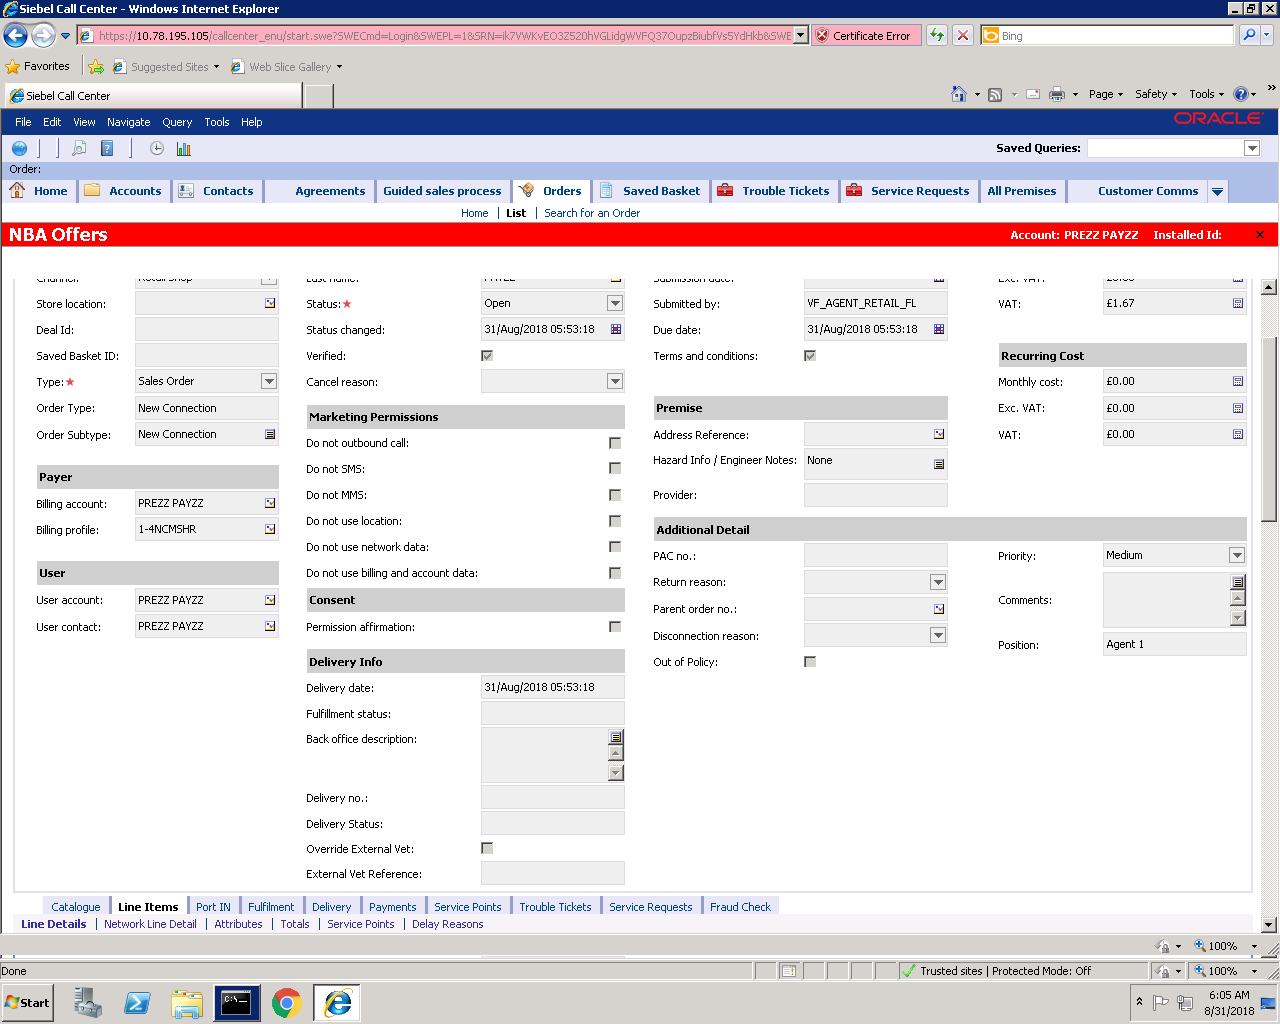 Siebel Call Center - Windows Internet Explorer
https://10.78.195.105/callcenter_enu/start.swe?SWECmd=Login&SWEPL=1&SRN=
Certificate Error
Bing
Favorites
Suggested Sites
Web Slice Gallery
Siebel Call Center
Page
Safety
Tools
File Edit View Navigate Query Tools Help
ORACLE
Saved Queries:
Order:
Home Accounts Contacts Agreements Guided sales process Orders Saved Basket Trouble Tickets Service Requests All Premises Customer Comms
Home | List | Search for an Order
NBA Offers
Account: PREZZ PAYZZ Installed Id:
Store location: Status:* Open Submitted by: VF_AGENT_RETAIL_FL VAT: £1.67
Deal Id: Status changed: 31/Aug/2018 05:53:18 Due date: 31/Aug/2018 05:53:18
Saved Basket ID: Verified: Terms and conditions: Recurring Cost
Type:* Sales Order Cancel reason: Monthly cost: £0.00
Order Type: New Connection Marketing Permissions Premise Exc. VAT: £0.00
Order Subtype: New Connection Do not outbound call: Address Reference: VAT: £0.00
Do not SMS: Hazard Info / Engineer Notes: None
Payer
Billing account: PREZZ PAYZZ Do not MMS: Provider:
Billing profile: 1-4NCMSHR Do not use location: Additional Detail
Do not use network data: PAC no.: Priority: Medium
User Do not use billing and account data: Return reason:
User account: PREZZ PAYZZ Consent Parent order no.: Comments:
User contact: PREZZ PAYZZ Permission affirmation: Disconnection reason: Position: Agent 1
Delivery Info Out of Policy:
Delivery date: 31/Aug/2018 05:53:18
Fulfillment status:
Back office description:
Delivery no.:
Delivery Status:
Override External Vet:
External Vet Reference:
Catalogue Line Items Port IN Fulfilment Delivery Payments Service Points Trouble Tickets Service Requests Fraud Check
Line Details | Network Line Detail | Attributes | Totals | Service Points | Delay Reasons
100%
Done
Trusted sites | Protected Mode: Off
100%
Start
6:05 AM
8/31/2018